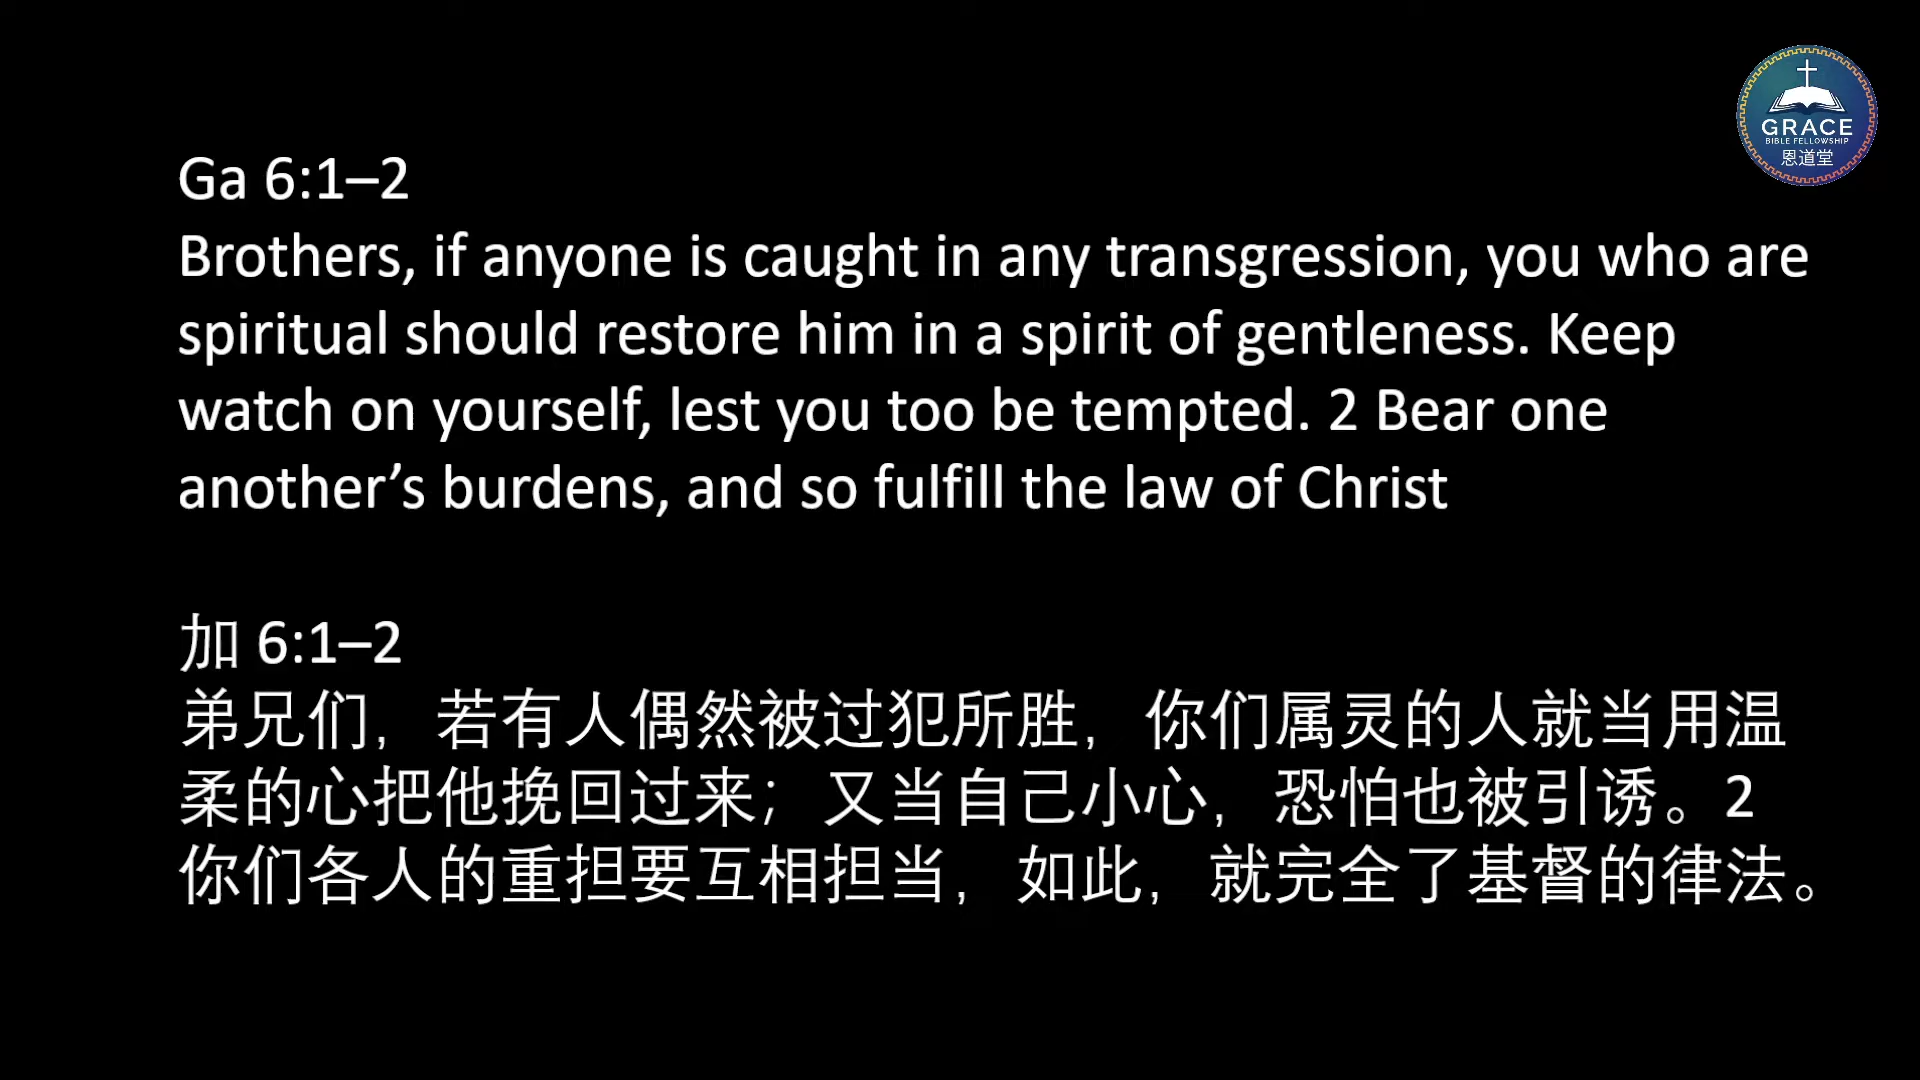 GRACE
BIBLE FELLOWSHIP
恩道堂
Ga 6:1–2
Brothers, if anyone is caught in any transgression, you who are
spiritual should restore him in a spirit of gentleness. Keep
watch on yourself, lest you too be tempted. 2 Bear one
another’s burdens, and so fulfill the law of Christ
加 6:1–2
弟兄们，若有人偶然被过犯所胜，你们属灵的人就当用温
柔的心把他挽回过来；又当自己小心，恐怕也被引诱。2
你们各人的重担要互相担当，如此，就完全了基督的律法。